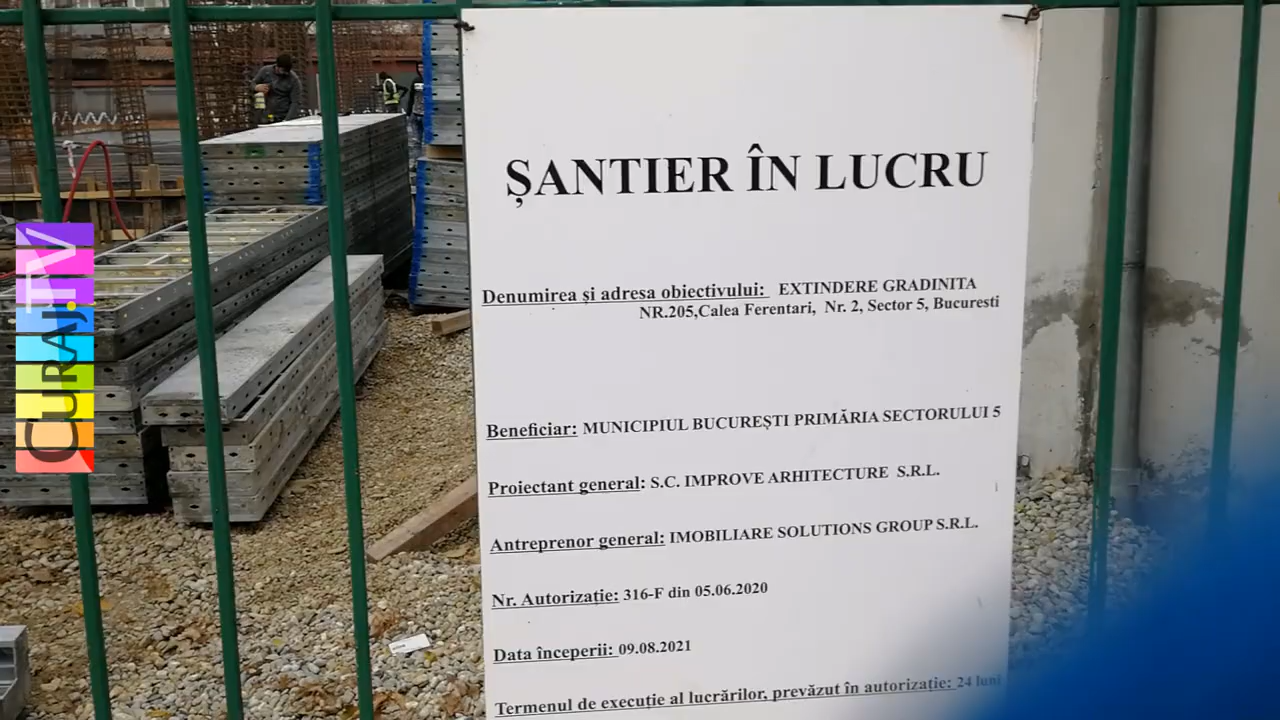 ȘANTIER ÎN LUCRU
Denumirea și adresa obiectivului: EXTINDERE GRADINITA
NR.205,Calea Ferentari, Nr. 2, Sector 5, Bucuresti
Beneficiar: MUNICIPIUL BUCUREȘTI PRIMĂRIA SECTORULUI 5
Proiectant general: S.C. IMPROVE ARHITECTURE S.R.L.
Antreprenor general: IMOBILIARE SOLUTIONS GROUP S.R.L.
Nr. Autorizație: 316-F din 05.06.2020
Data începerii: 09.08.2021
Termenul de execuție al lucrărilor, prevăzut în autorizație: 24 luni
CURAJ.TV